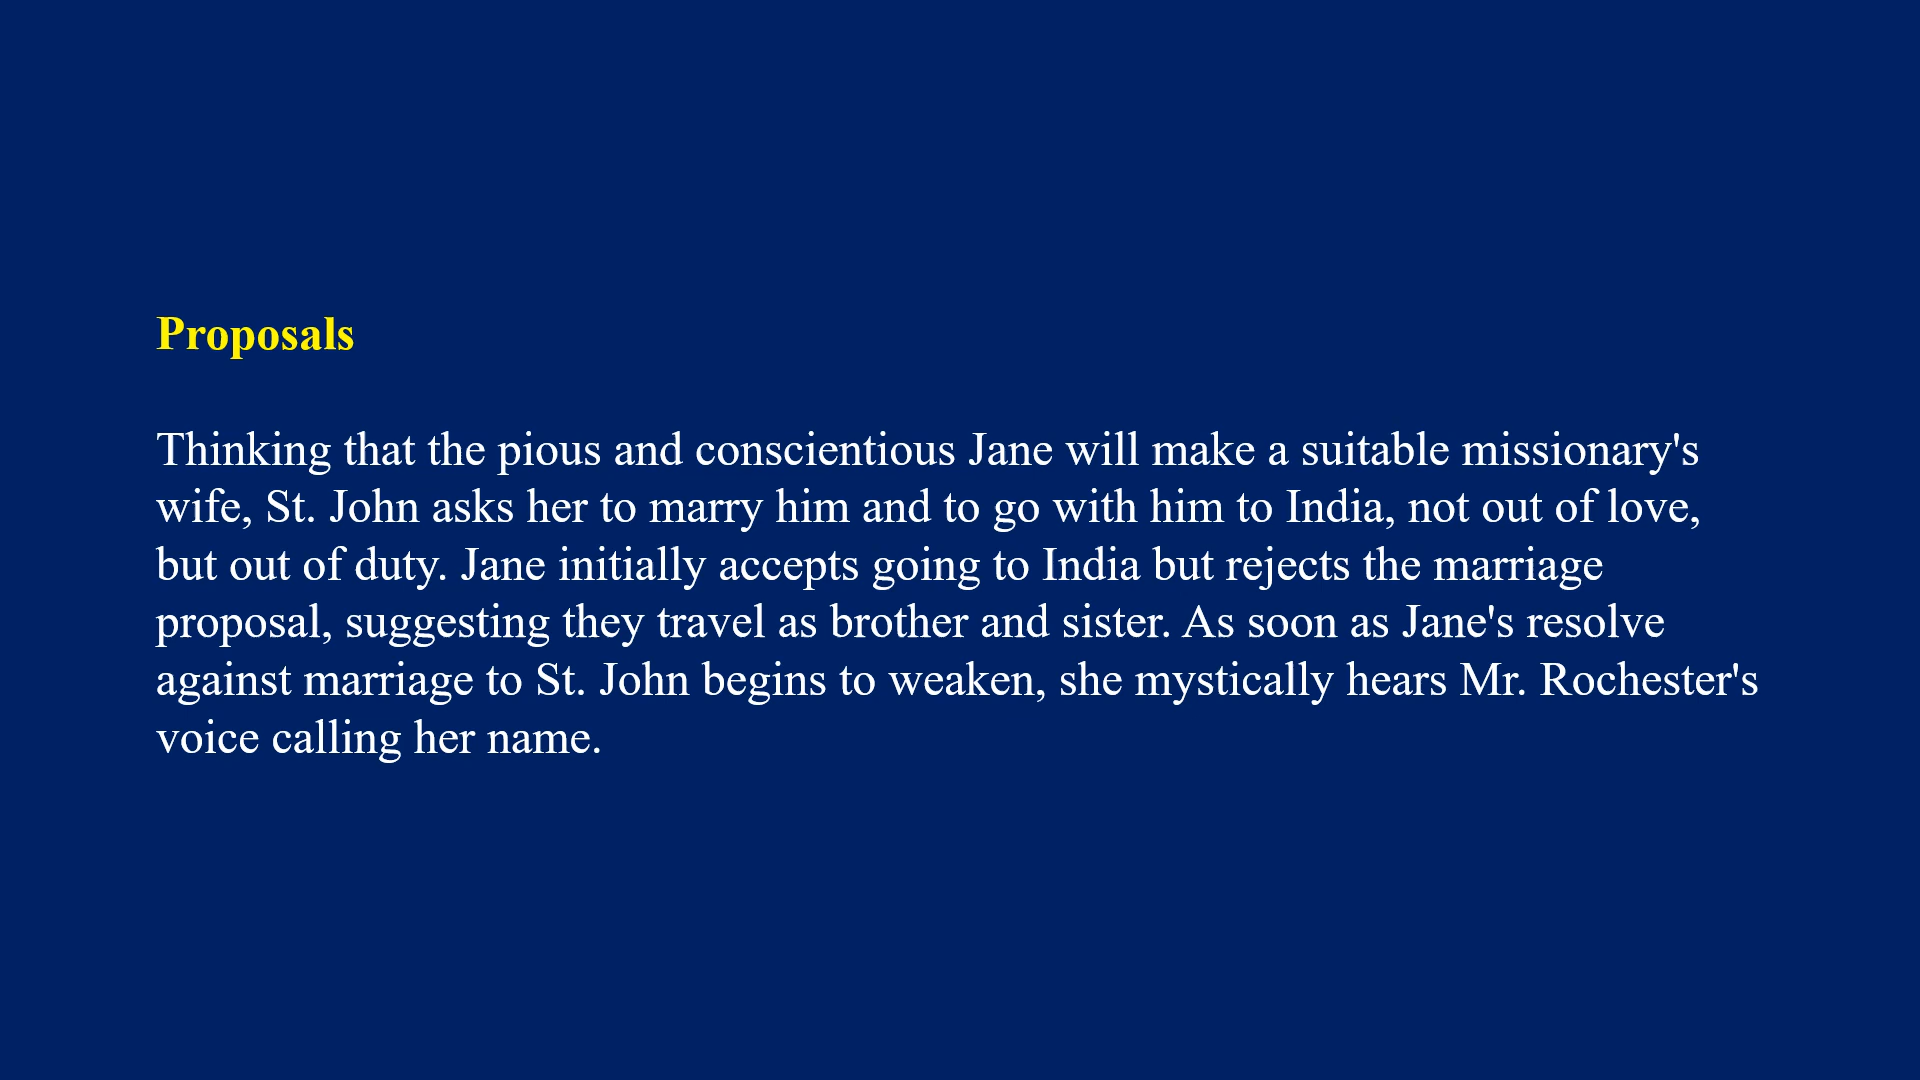 Proposals
Thinking that the pious and conscientious Jane will make a suitable missionary's
wife, St. John asks her to marry him and to go with him to India, not out of love,
but out of duty. Jane initially accepts going to India but rejects the marriage
proposal, suggesting they travel as brother and sister. As soon as Jane's resolve
against marriage to St. John begins to weaken, she mystically hears Mr. Rochester's
voice calling her name.